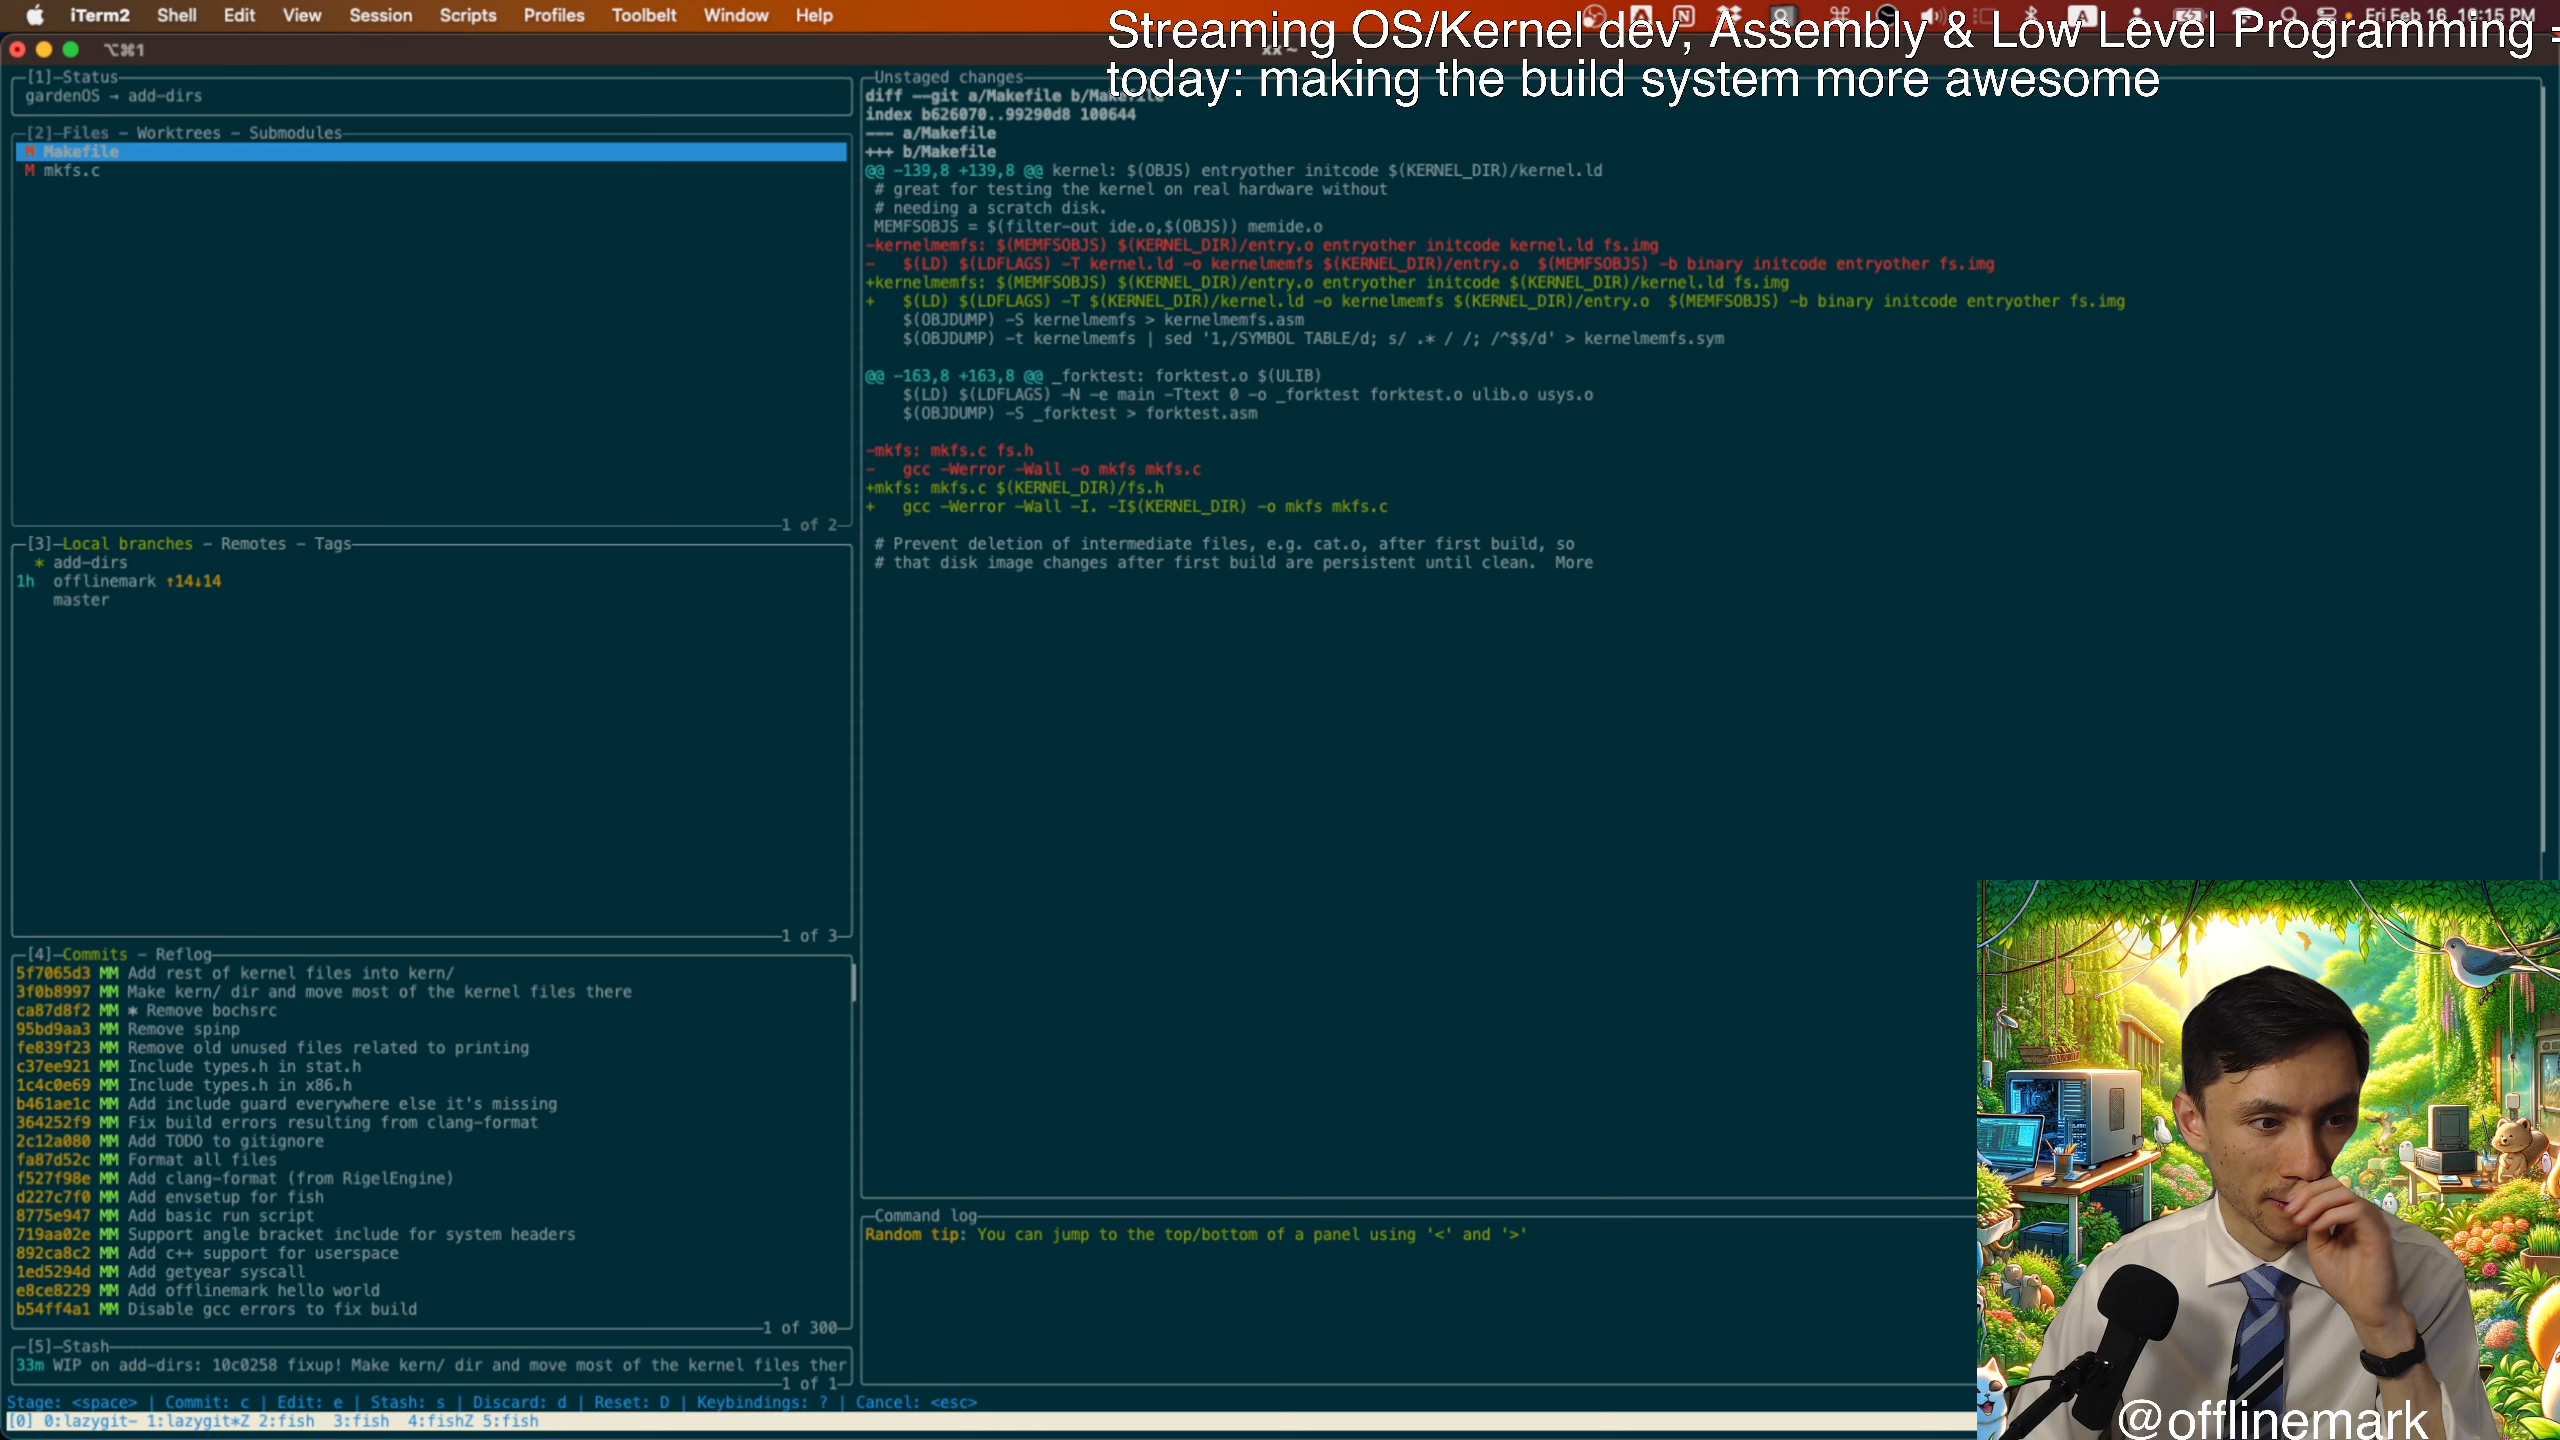 iTerm2 Shell Edit View Session Scripts Profiles Toolbelt Window Help
Fri Feb 16 10:15 PM
Streaming OS/Kernel dev, Assembly & Low Level Programming =
today: making the build system more awesome
⌥⌘1
[1]—Status
gardenOS → add-dirs
[2]—Files – Worktrees – Submodules
M Makefile
M mkfs.c
1 of 2
[3]—Local branches – Remotes – Tags
* add-dirs
1h offlinemark ↑14↓14
master
1 of 3
[4]—Commits – Reflog
5f7065d3 MM Add rest of kernel files into kern/
3f0b8997 MM Make kern/ dir and move most of the kernel files there
ca87d8f2 MM * Remove bochsrc
95bd9aa3 MM Remove spinp
fe839f23 MM Remove old unused files related to printing
c37ee921 MM Include types.h in stat.h
1c4c0e69 MM Include types.h in x86.h
b461ae1c MM Add include guard everywhere else it's missing
364252f9 MM Fix build errors resulting from clang-format
2c12a080 MM Add TODO to gitignore
fa87d52c MM Format all files
f527f98e MM Add clang-format (from RigelEngine)
d227c7f0 MM Add envsetup for fish
8775e947 MM Add basic run script
719aa02e MM Support angle bracket include for system headers
892ca8c2 MM Add c++ support for userspace
1ed5294d MM Add getyear syscall
e8ce8229 MM Add offlinemark hello world
b54ff4a1 MM Disable gcc errors to fix build
1 of 300
[5]—Stash
33m WIP on add-dirs: 10c0258 fixup! Make kern/ dir and move most of the kernel files ther
1 of 1
Unstaged changes
diff --git a/Makefile b/Makefile
index b626070..99290d8 100644
--- a/Makefile
+++ b/Makefile
@@ -139,8 +139,8 @@ kernel: $(OBJS) entryother initcode $(KERNEL_DIR)/kernel.ld
# great for testing the kernel on real hardware without
# needing a scratch disk.
MEMFSOBJS = $(filter-out ide.o,$(OBJS)) memide.o
-kernelmemfs: $(MEMFSOBJS) $(KERNEL_DIR)/entry.o entryother initcode kernel.ld fs.img
- $(LD) $(LDFLAGS) -T kernel.ld -o kernelmemfs $(KERNEL_DIR)/entry.o $(MEMFSOBJS) -b binary initcode entryother fs.img
+kernelmemfs: $(MEMFSOBJS) $(KERNEL_DIR)/entry.o entryother initcode $(KERNEL_DIR)/kernel.ld fs.img
+ $(LD) $(LDFLAGS) -T $(KERNEL_DIR)/kernel.ld -o kernelmemfs $(KERNEL_DIR)/entry.o $(MEMFSOBJS) -b binary initcode entryother fs.img
$(OBJDUMP) -S kernelmemfs > kernelmemfs.asm
$(OBJDUMP) -t kernelmemfs | sed '1,/SYMBOL TABLE/d; s/ .* / /; /^$$/d' > kernelmemfs.sym
@@ -163,8 +163,8 @@ _forktest: forktest.o $(ULIB)
$(LD) $(LDFLAGS) -N -e main -Ttext 0 -o _forktest forktest.o ulib.o usys.o
$(OBJDUMP) -S _forktest > forktest.asm
-mkfs: mkfs.c fs.h
- gcc -Werror -Wall -o mkfs mkfs.c
+mkfs: mkfs.c $(KERNEL_DIR)/fs.h
+ gcc -Werror -Wall -I. -I$(KERNEL_DIR) -o mkfs mkfs.c
# Prevent deletion of intermediate files, e.g. cat.o, after first build, so
# that disk image changes after first build are persistent until clean. More
Command log
Random tip: You can jump to the top/bottom of a panel using '<' and '>'
Stage: <space> | Commit: c | Edit: e | Stash: s | Discard: d | Reset: D | Keybindings: ? | Cancel: <esc>
[0] 0:lazygit- 1:lazygit*Z 2:fish 3:fish 4:fishZ 5:fish
@offlinemark